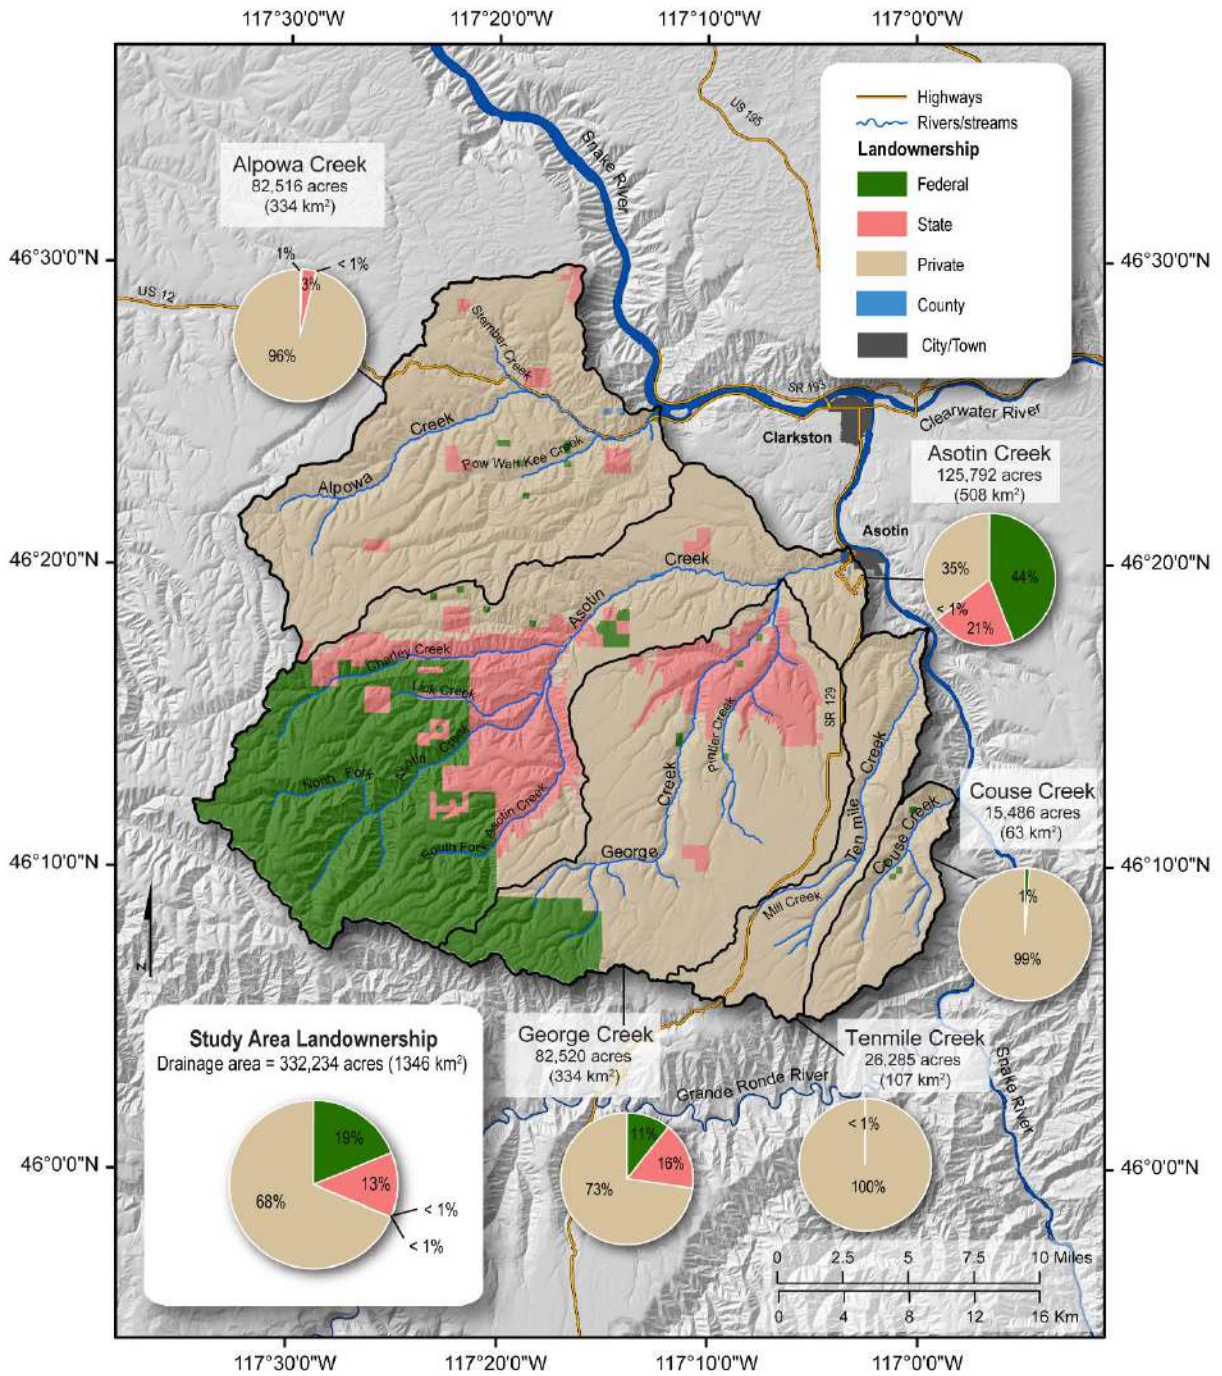 117°30'0"W
117°20'0"W
117°10'0"W
117°0'0"W
46°30'0"N
46°20'0"N
46°10'0"N
46°0'0"N
46°30'0"N
46°20'0"N
46°10'0"N
46°0'0"N
Highways
Rivers/streams
Landownership
Federal
State
Private
County
City/Town
US 195
Snake River
Alpowa Creek
82,516 acres
(334 km²)
1%
< 1%
3%
96%
US 12
Stember Creek
SR 193
Clearwater River
Clarkston
Alpowa Creek
Pow Wah Kee Creek
Asotin Creek
125,792 acres
(508 km²)
35%
44%
< 1%
21%
Asotin
Asotin Creek
Charley Creek
Lick Creek
North Fork Asotin Creek
South Fork Asotin Creek
George Creek
Pintler Creek
SR 129
Ten mile Creek
Mill Creek
Couse Creek
Couse Creek
15,486 acres
(63 km²)
1%
99%
N
Study Area Landownership
Drainage area = 332,234 acres (1346 km²)
19%
13%
68%
< 1%
< 1%
George Creek
82,520 acres
(334 km²)
11%
16%
73%
Tenmile Creek
26,285 acres
(107 km²)
< 1%
100%
Grande Ronde River
Snake River
0 2.5 5 7.5 10 Miles
0 4 8 12 16 Km
117°30'0"W
117°20'0"W
117°10'0"W
117°0'0"W